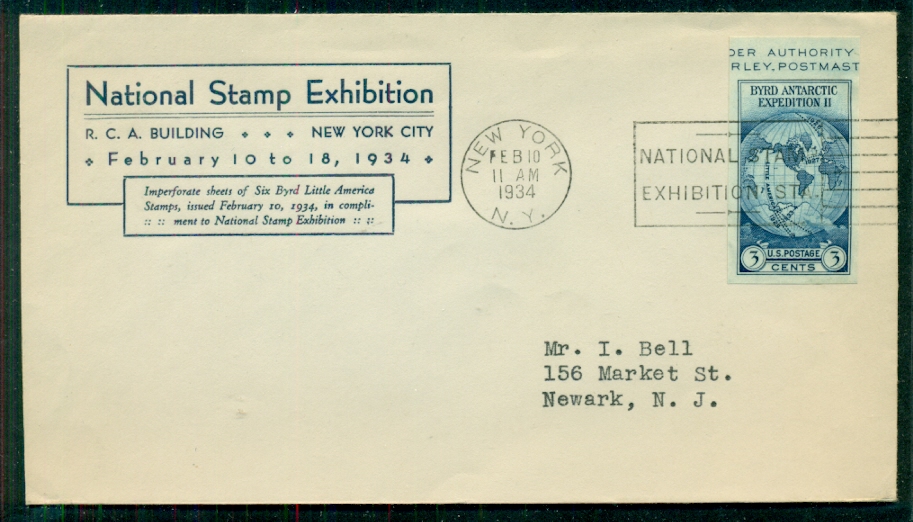 National Stamp Exhibition
R. C. A. BUILDING NEW YORK CITY
February 10 to 18, 1934
Imperforate sheets of Six Byrd Little America
Stamps, issued February 10, 1934, in compli-
:: :: ment to National Stamp Exhibition :: ::
NEW YORK
FEB 10
11 AM
1934
N. Y.
NATIONAL STAMP
EXHIBITION STA.
DER AUTHORITY
RLEY, POSTMAST
BYRD ANTARCTIC
EXPEDITION II
U.S. POSTAGE
3 CENTS 3
Mr. I. Bell
156 Market St.
Newark, N. J.